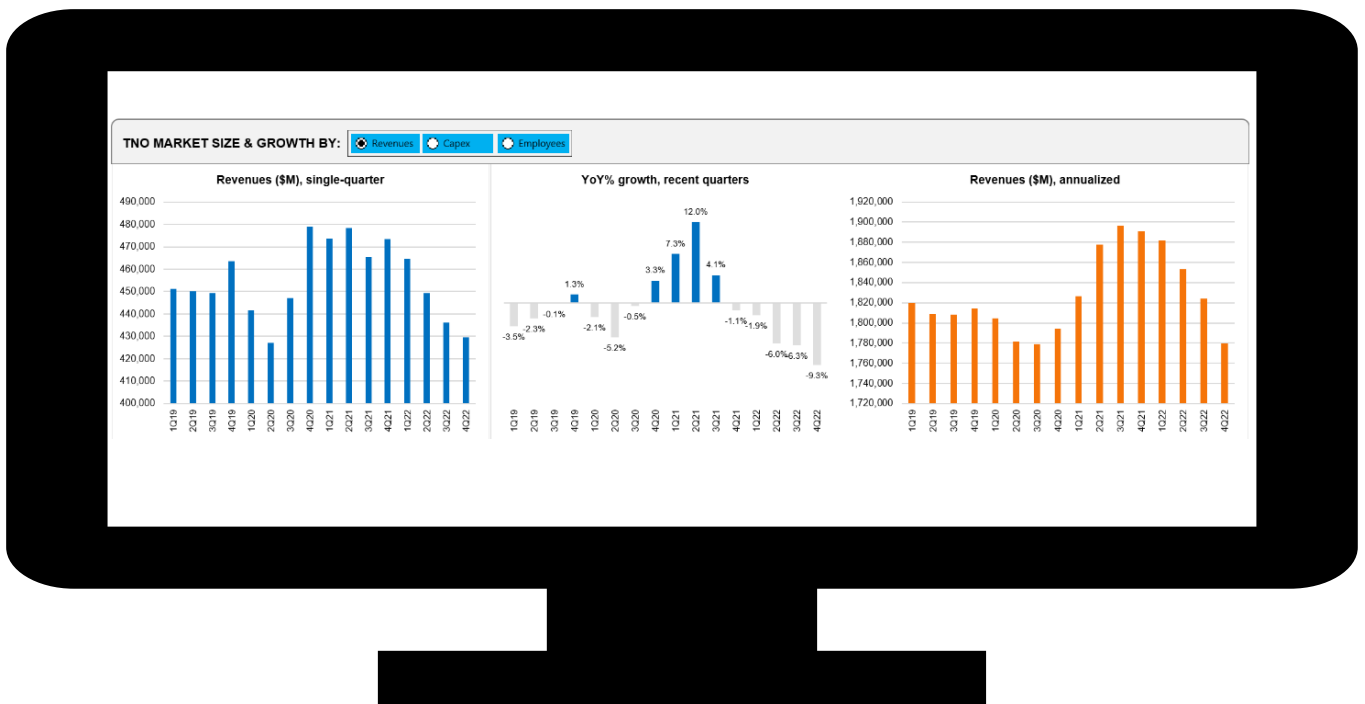 TNO MARKET SIZE & GROWTH BY: Revenues Capex Employees
Revenues ($M), single-quarter
490,000
480,000
470,000
460,000
450,000
440,000
430,000
420,000
410,000
400,000
1Q19 2Q19 3Q19 4Q19 1Q20 2Q20 3Q20 4Q20 1Q21 2Q21 3Q21 4Q21 1Q22 2Q22 3Q22 4Q22
YoY% growth, recent quarters
-3.5% -2.3% -0.1% 1.3% -2.1% -5.2% -0.5% 3.3% 7.3% 12.0% 4.1% -1.1% -1.9% -6.0% -6.3% -9.3%
1Q19 2Q19 3Q19 4Q19 1Q20 2Q20 3Q20 4Q20 1Q21 2Q21 3Q21 4Q21 1Q22 2Q22 3Q22 4Q22
Revenues ($M), annualized
1,920,000
1,900,000
1,880,000
1,860,000
1,840,000
1,820,000
1,800,000
1,780,000
1,760,000
1,740,000
1,720,000
1Q19 2Q19 3Q19 4Q19 1Q20 2Q20 3Q20 4Q20 1Q21 2Q21 3Q21 4Q21 1Q22 2Q22 3Q22 4Q22